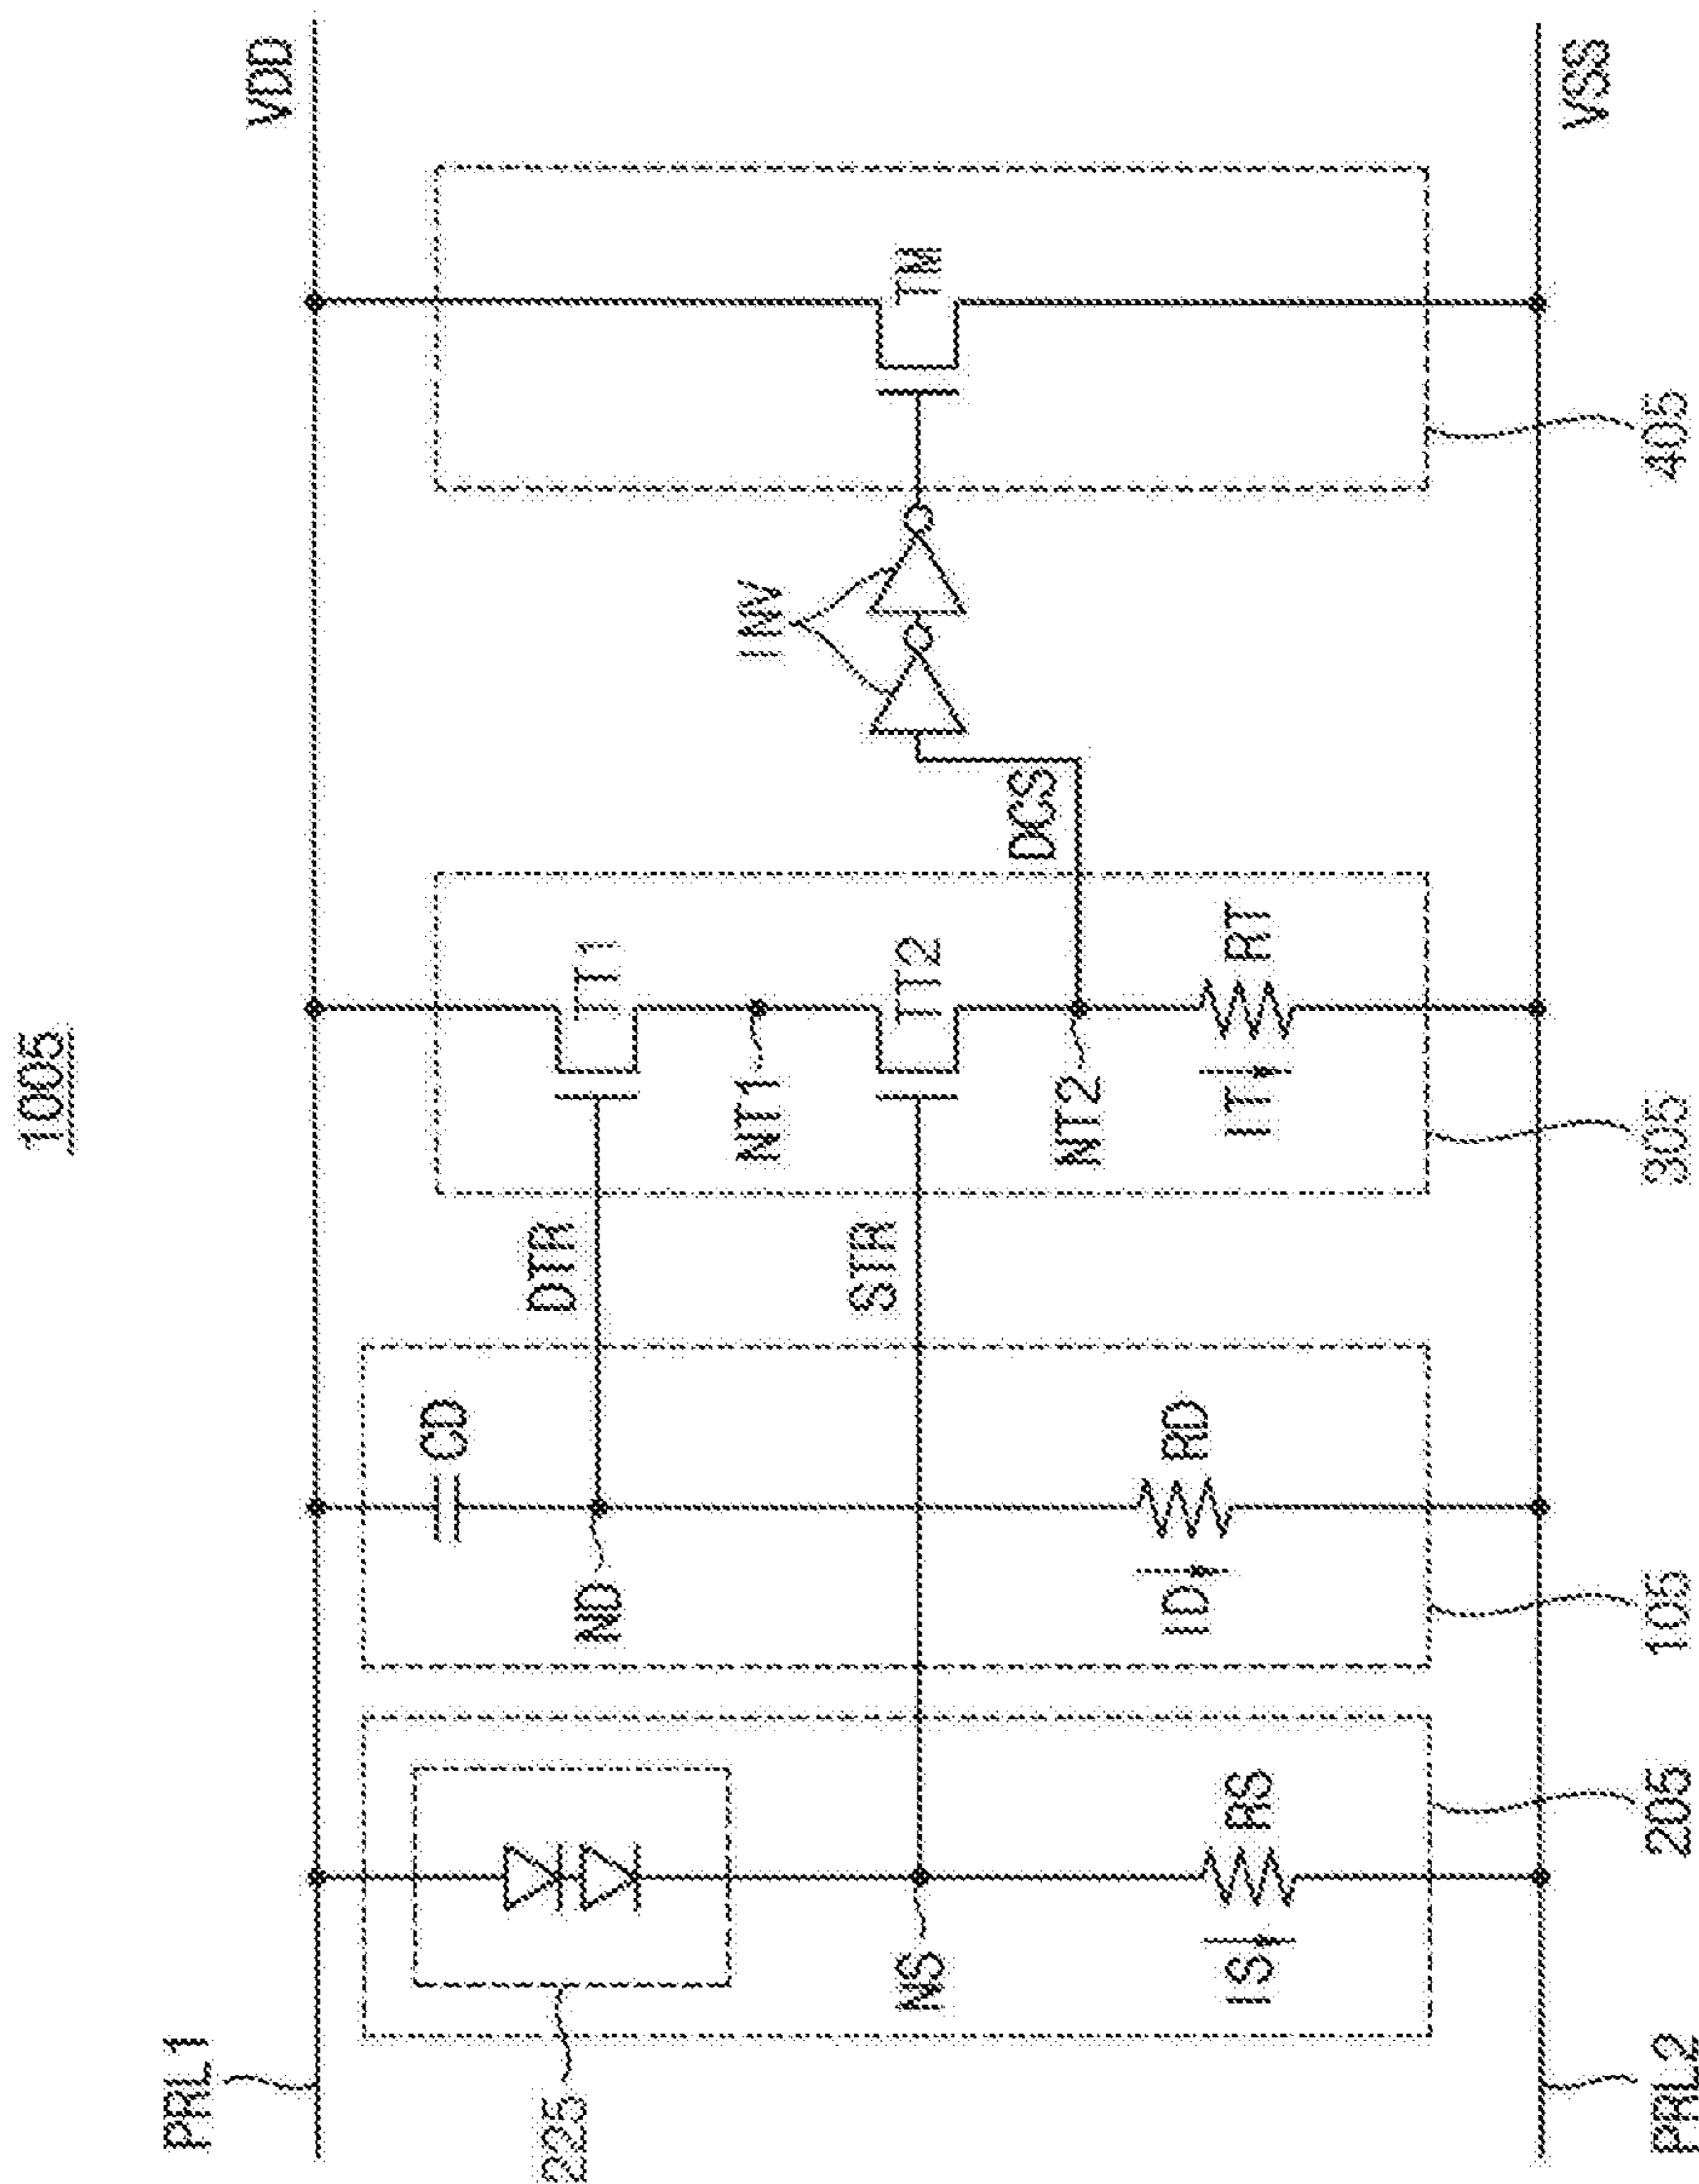 1005
PRL1
VDD
225
CD
DTR
TT1
ND
NT1
INV
TM
STR
TT2
NS
NT2
DCS
IS
RS
ID
RD
IT
RT
PRL2
205
105
305
405
VSS